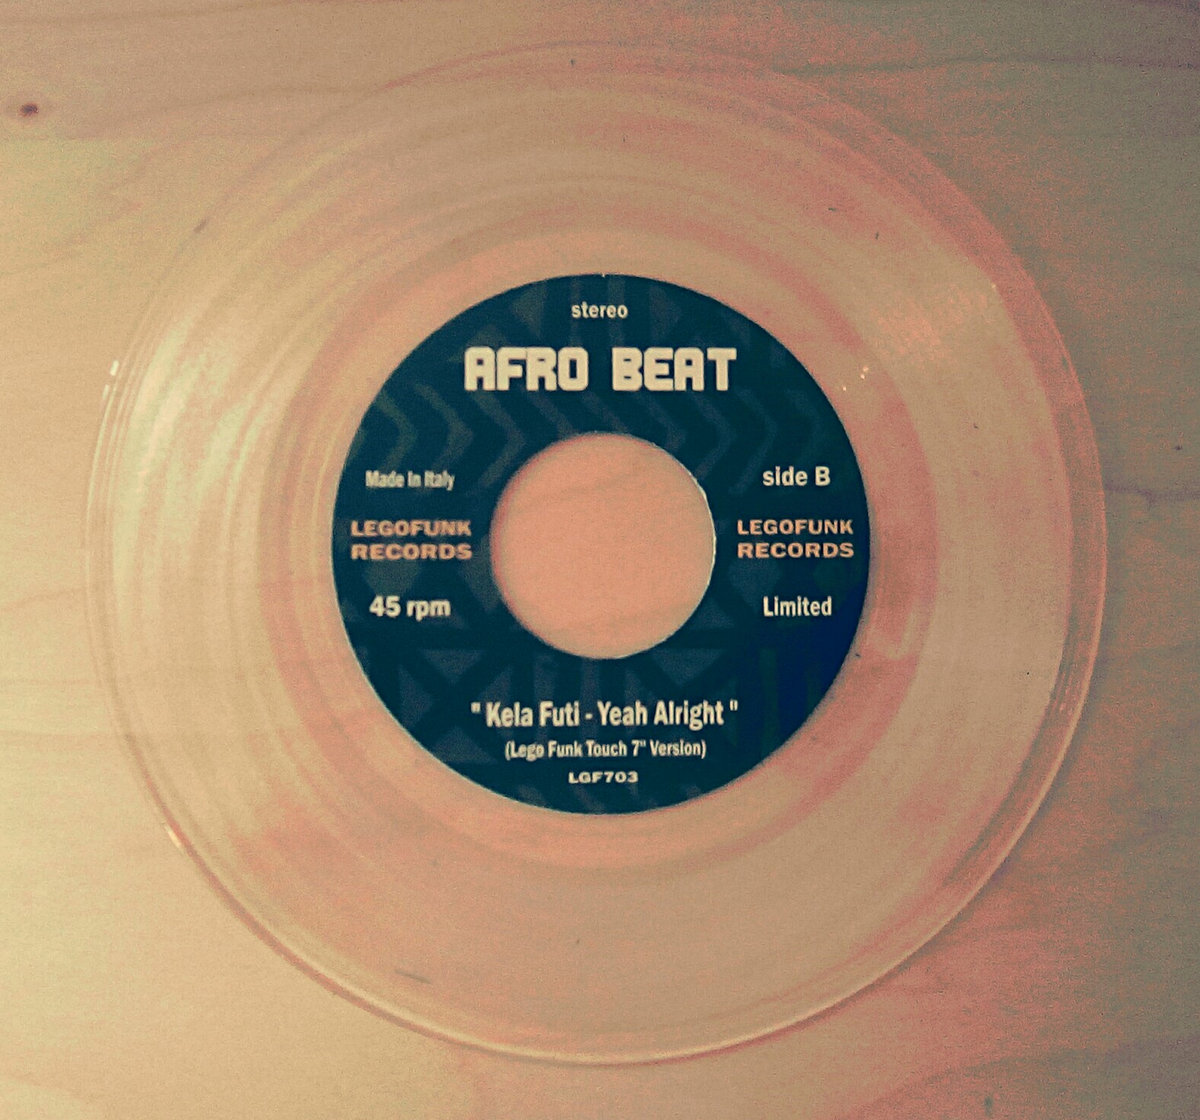 stereo
AFRO BEAT
Made In Italy
LEGOFUNK
RECORDS
45 rpm
side B
LEGOFUNK
RECORDS
Limited
" Kela Futi - Yeah Alright "
(Lego Funk Touch 7" Version)
LGF703